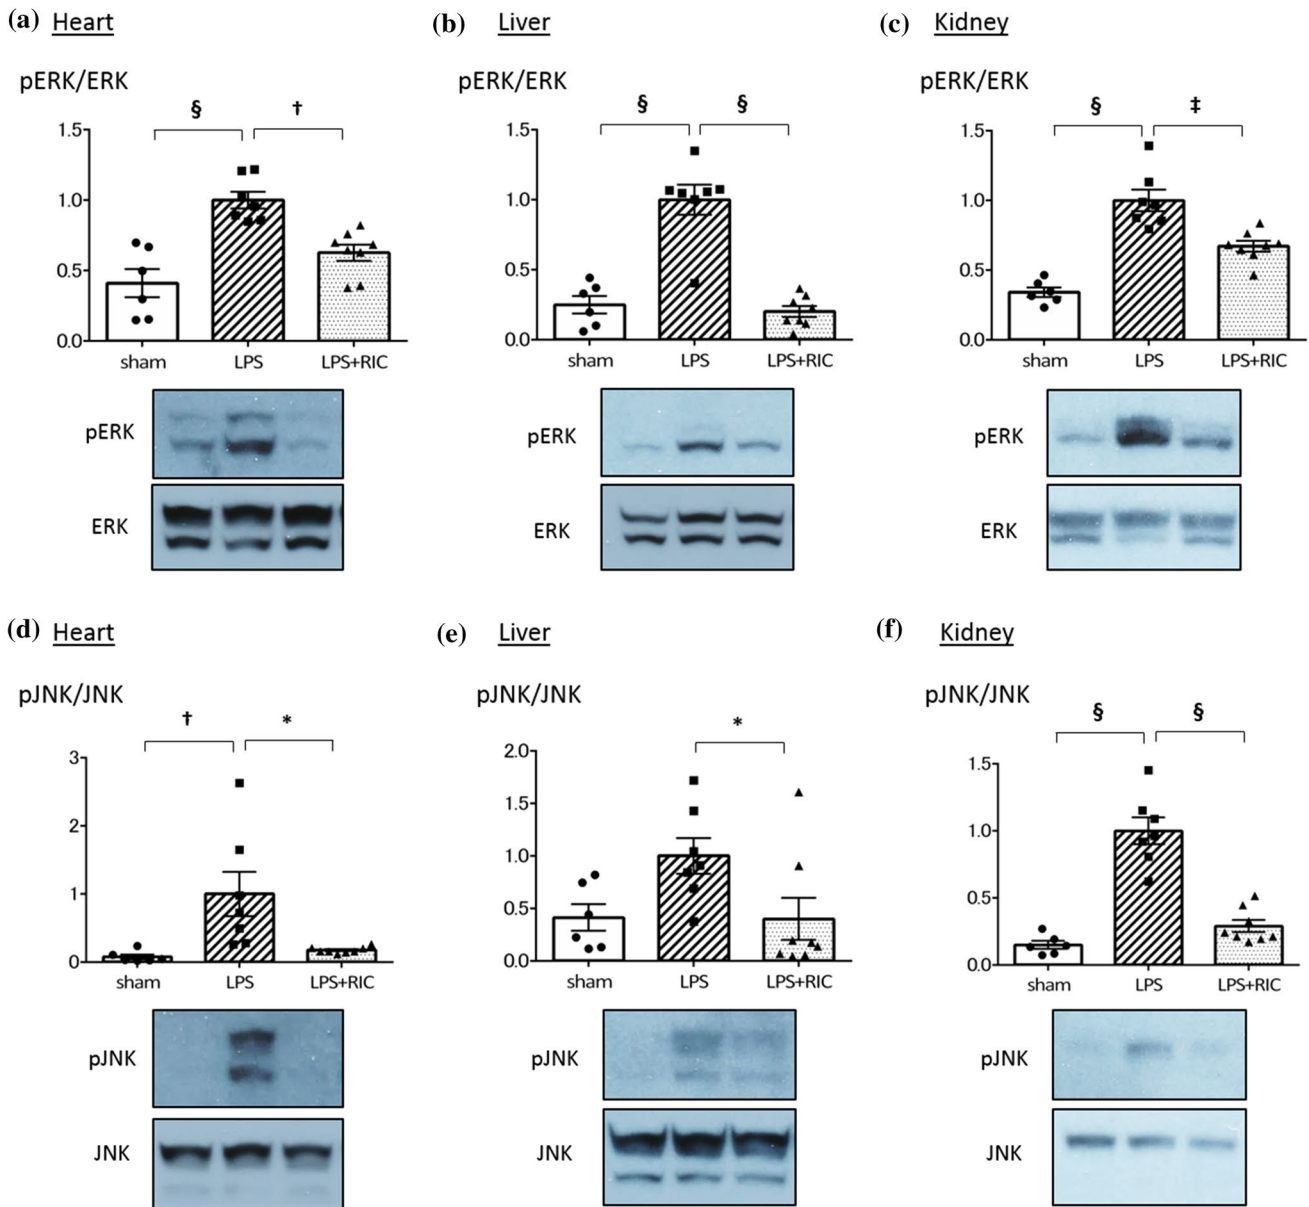 (a) Heart
pERK/ERK
§ †
1.5
1.0
0.5
0.0
sham LPS LPS+RIC
pERK
ERK
(b) Liver
pERK/ERK
§ §
1.5
1.0
0.5
0.0
sham LPS LPS+RIC
pERK
ERK
(c) Kidney
pERK/ERK
§ ‡
1.5
1.0
0.5
0.0
sham LPS LPS+RIC
pERK
ERK
(d) Heart
pJNK/JNK
† *
3
2
1
0
sham LPS LPS+RIC
pJNK
JNK
(e) Liver
pJNK/JNK
*
2.0
1.5
1.0
0.5
0.0
sham LPS LPS+RIC
pJNK
JNK
(f) Kidney
pJNK/JNK
§ §
1.5
1.0
0.5
0.0
sham LPS LPS+RIC
pJNK
JNK